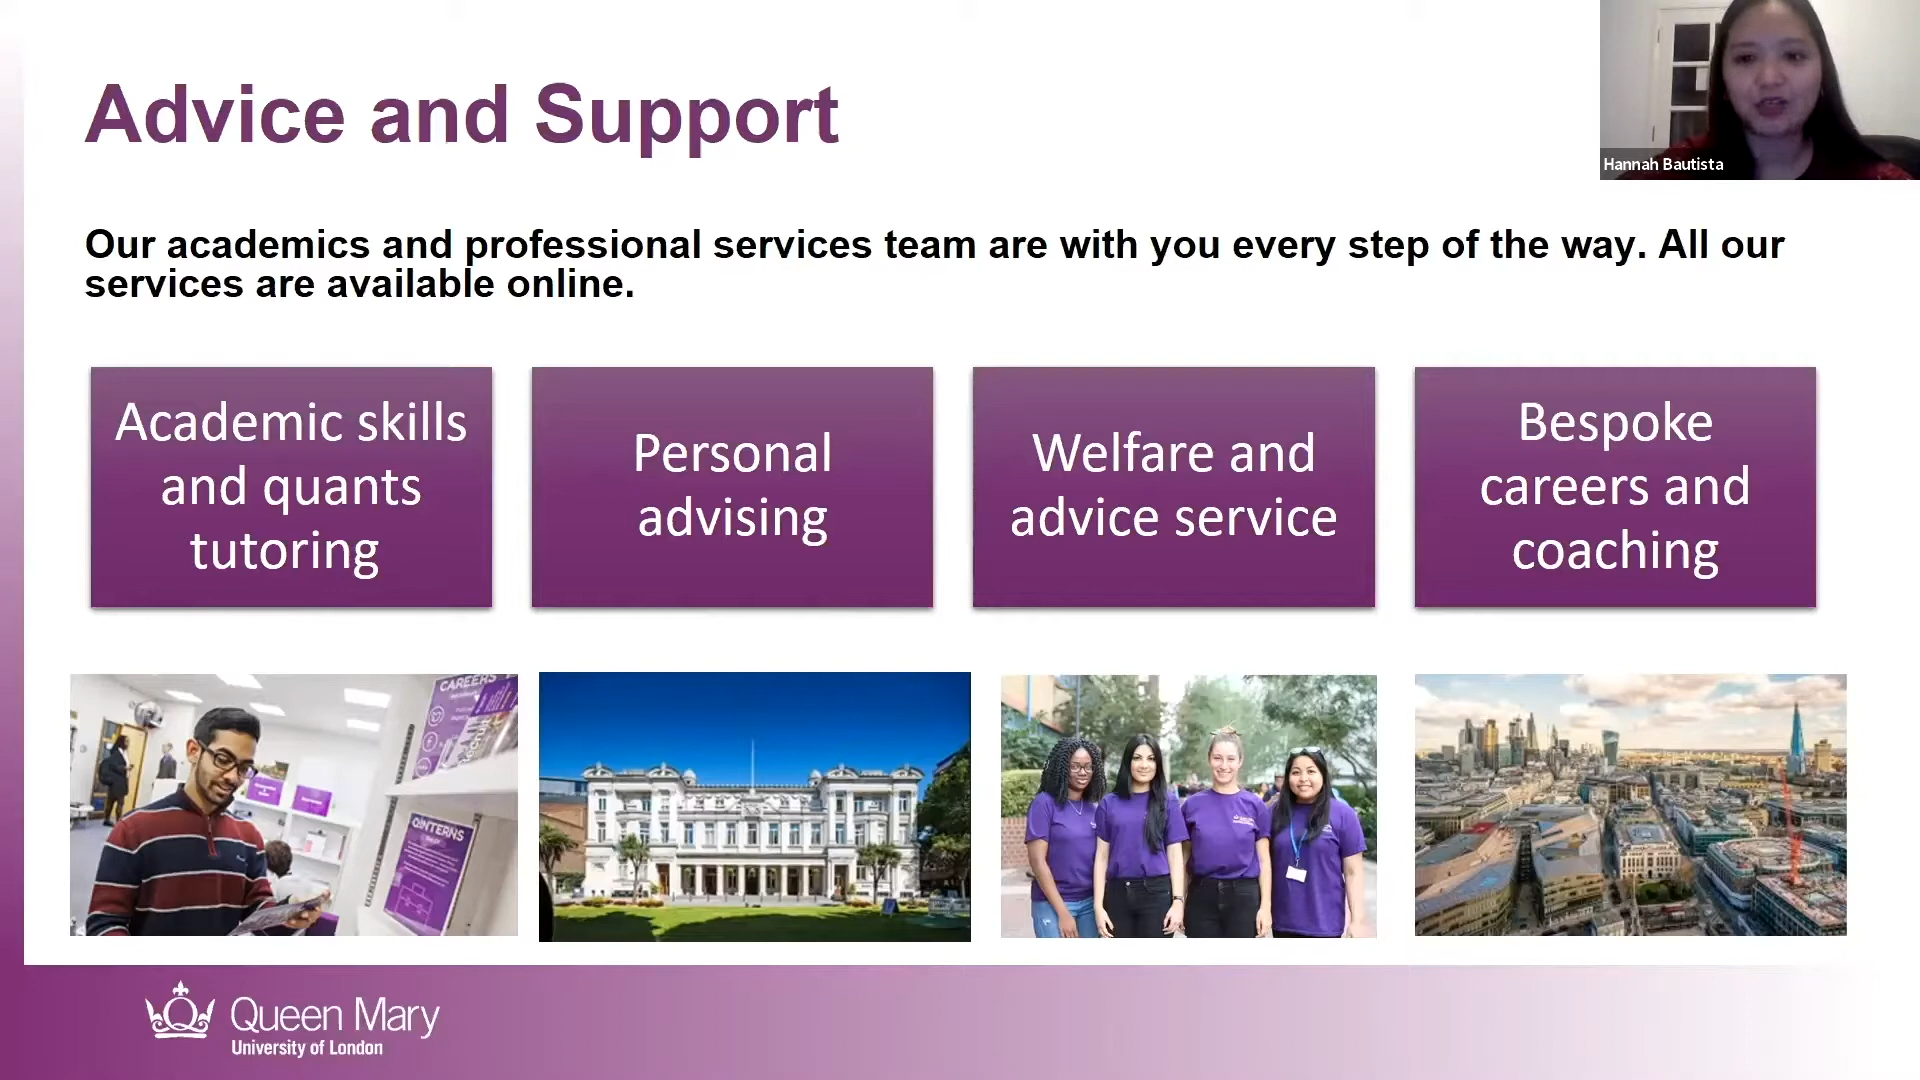 Advice and Support
Hannah Bautista
Our academics and professional services team are with you every step of the way. All our
services are available online.
Academic skills
and quants
tutoring
Personal
advising
Welfare and
advice service
Bespoke
careers and
coaching
CAREERS
QINTERNS
Queen Mary
University of London